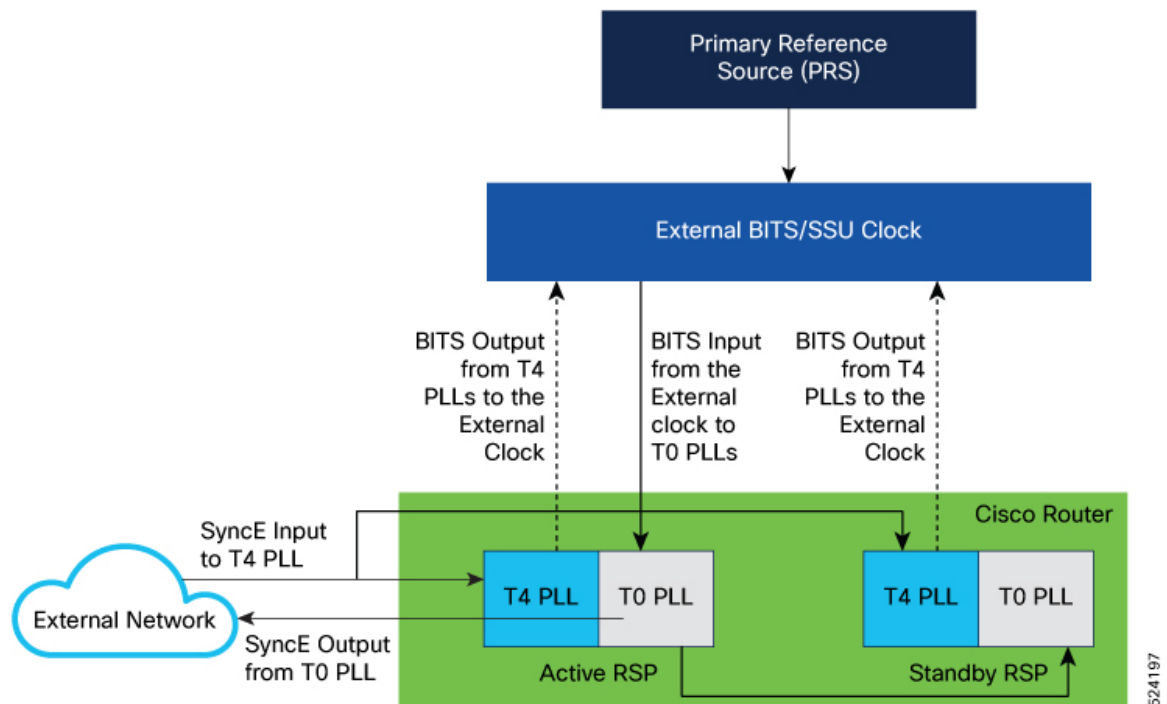 Primary Reference
Source (PRS)
External BITS/SSU Clock
BITS Output
from T4
PLLs to the
External
Clock
BITS Input
from the
External
clock to
T0 PLLs
BITS Output
from T4
PLLs to the
External
Clock
Cisco Router
SyncE Input
to T4 PLL
T4 PLL
T0 PLL
T4 PLL
T0 PLL
External Network
SyncE Output
from T0 PLL
Active RSP
Standby RSP
524197